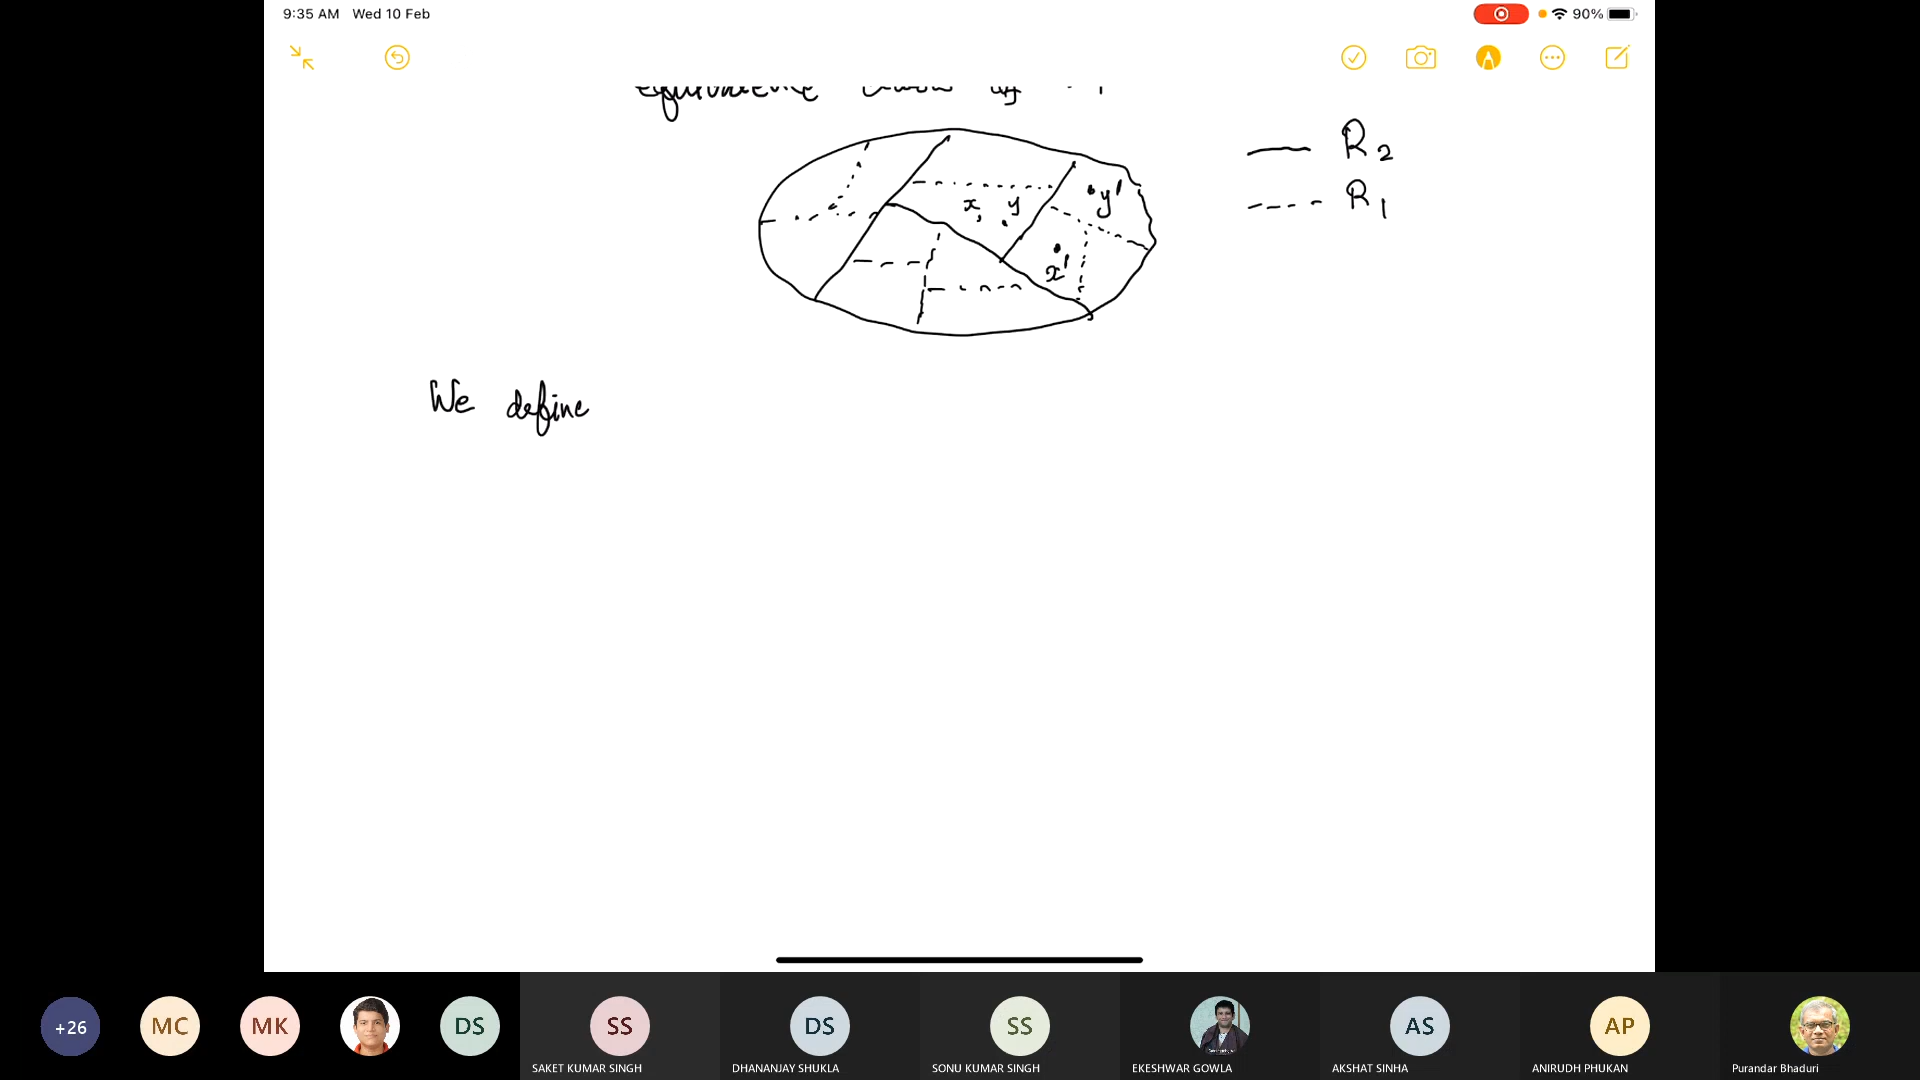 9:35 AM Wed 10 Feb
90%
equivalence
R2
R1
x, y
y'
x'
We define
+26
MC
MK
DS
SS
DS
SS
AS
AP
SAKET KUMAR SINGH
DHANANJAY SHUKLA
SONU KUMAR SINGH
EKESHWAR GOWLA
AKSHAT SINHA
ANIRUDH PHUKAN
Purandar Bhaduri